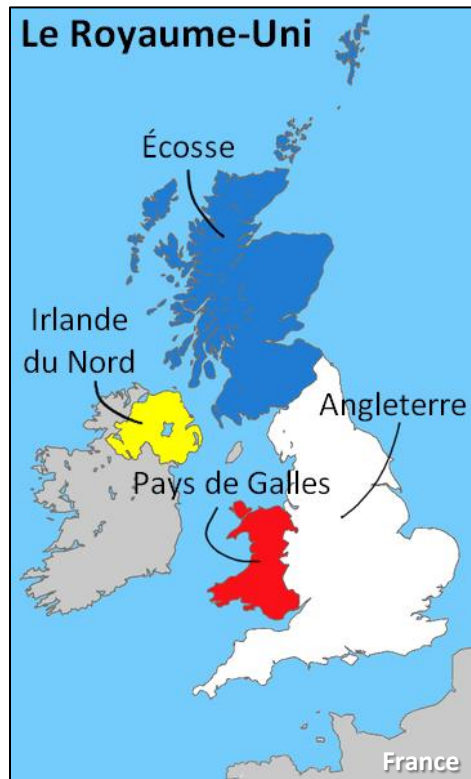 Le Royaume-Uni
Écosse
Irlande
du Nord
Angleterre
Pays de Galles
France